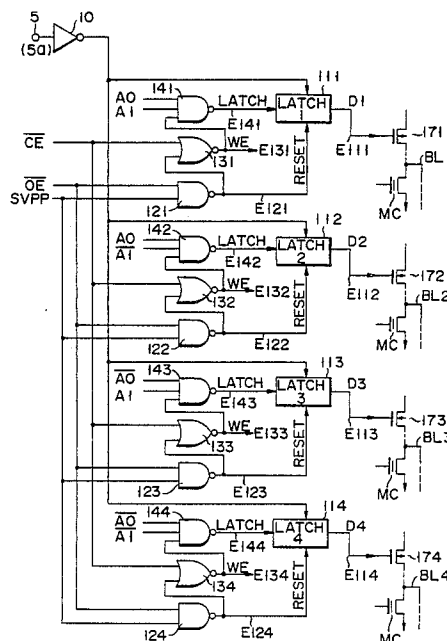 5 10
(5a)
141 111
A0 LATCH LATCH D1
A1 E141 1 E111 171
BL
CE WE E131
131 RESET
OE MC
SVPP 121 E121
142 112
A0 LATCH LATCH D2
A1 E142 2 E112 172
BL2
WE E132
132 RESET
MC
122 E122
143 113
A0 LATCH LATCH D3
A1 E143 3 E113 173
BL3
WE E133
133 RESET
MC
123 E123
144 114
A0 LATCH LATCH D4
A1 E144 4 E114 174
BL4
WE E134
134 RESET
MC
124 E124